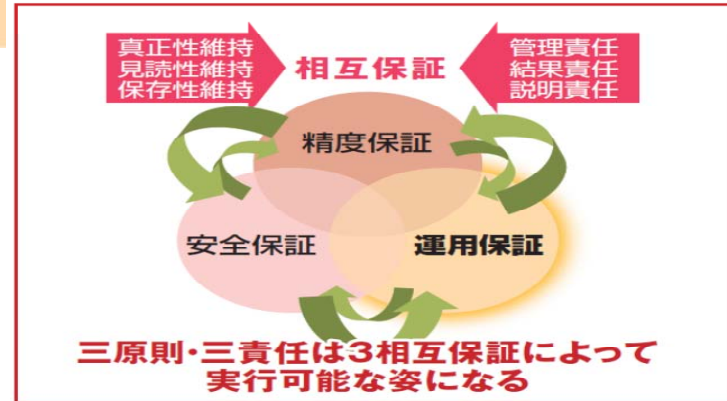 真正性維持
見読性維持
保存性維持
相互保証
管理責任
結果責任
説明責任
精度保証
安全保証
運用保証
三原則・三責任は3相互保証によって
実行可能な姿になる